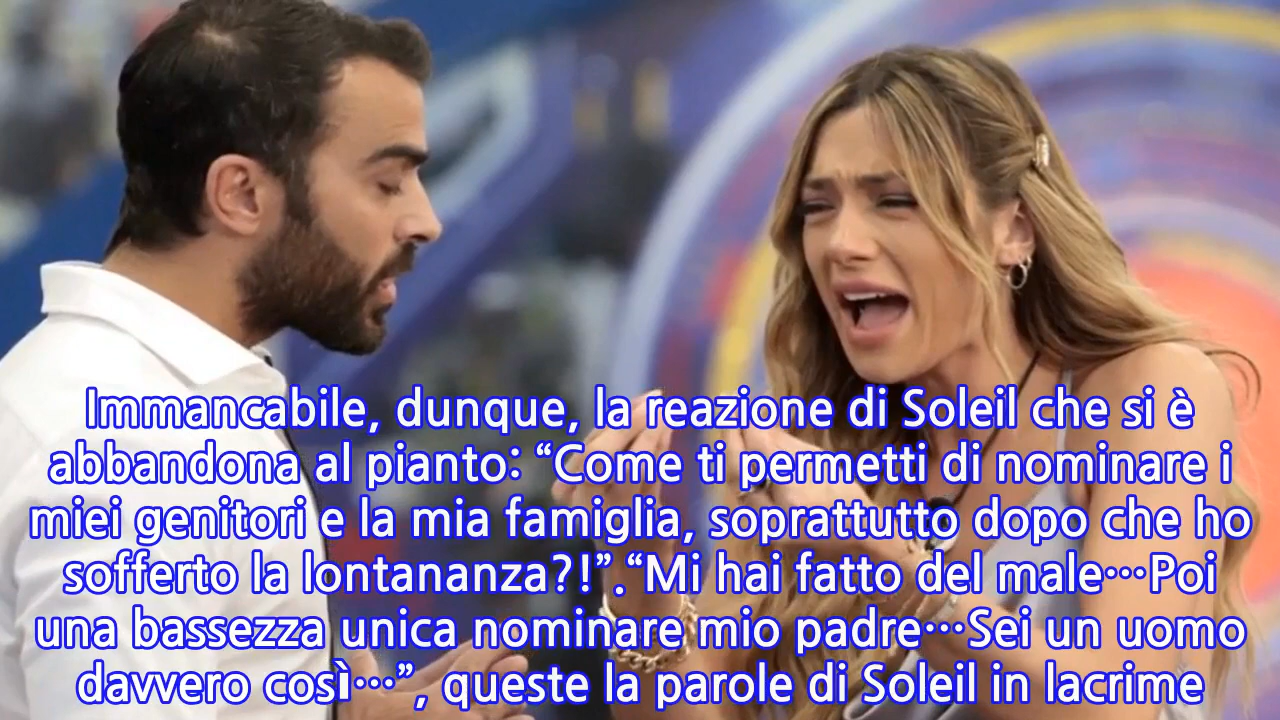 Immancabile, dunque, la reazione di Soleil che si è
abbandona al pianto: “Come ti permetti di nominare i
miei genitori e la mia famiglia, soprattutto dopo che ho
sofferto la lontananza?!”.“Mi hai fatto del male···Poi
una bassezza unica nominare mio padre···Sei un uomo
davvero così···”, queste la parole di Soleil in lacrime